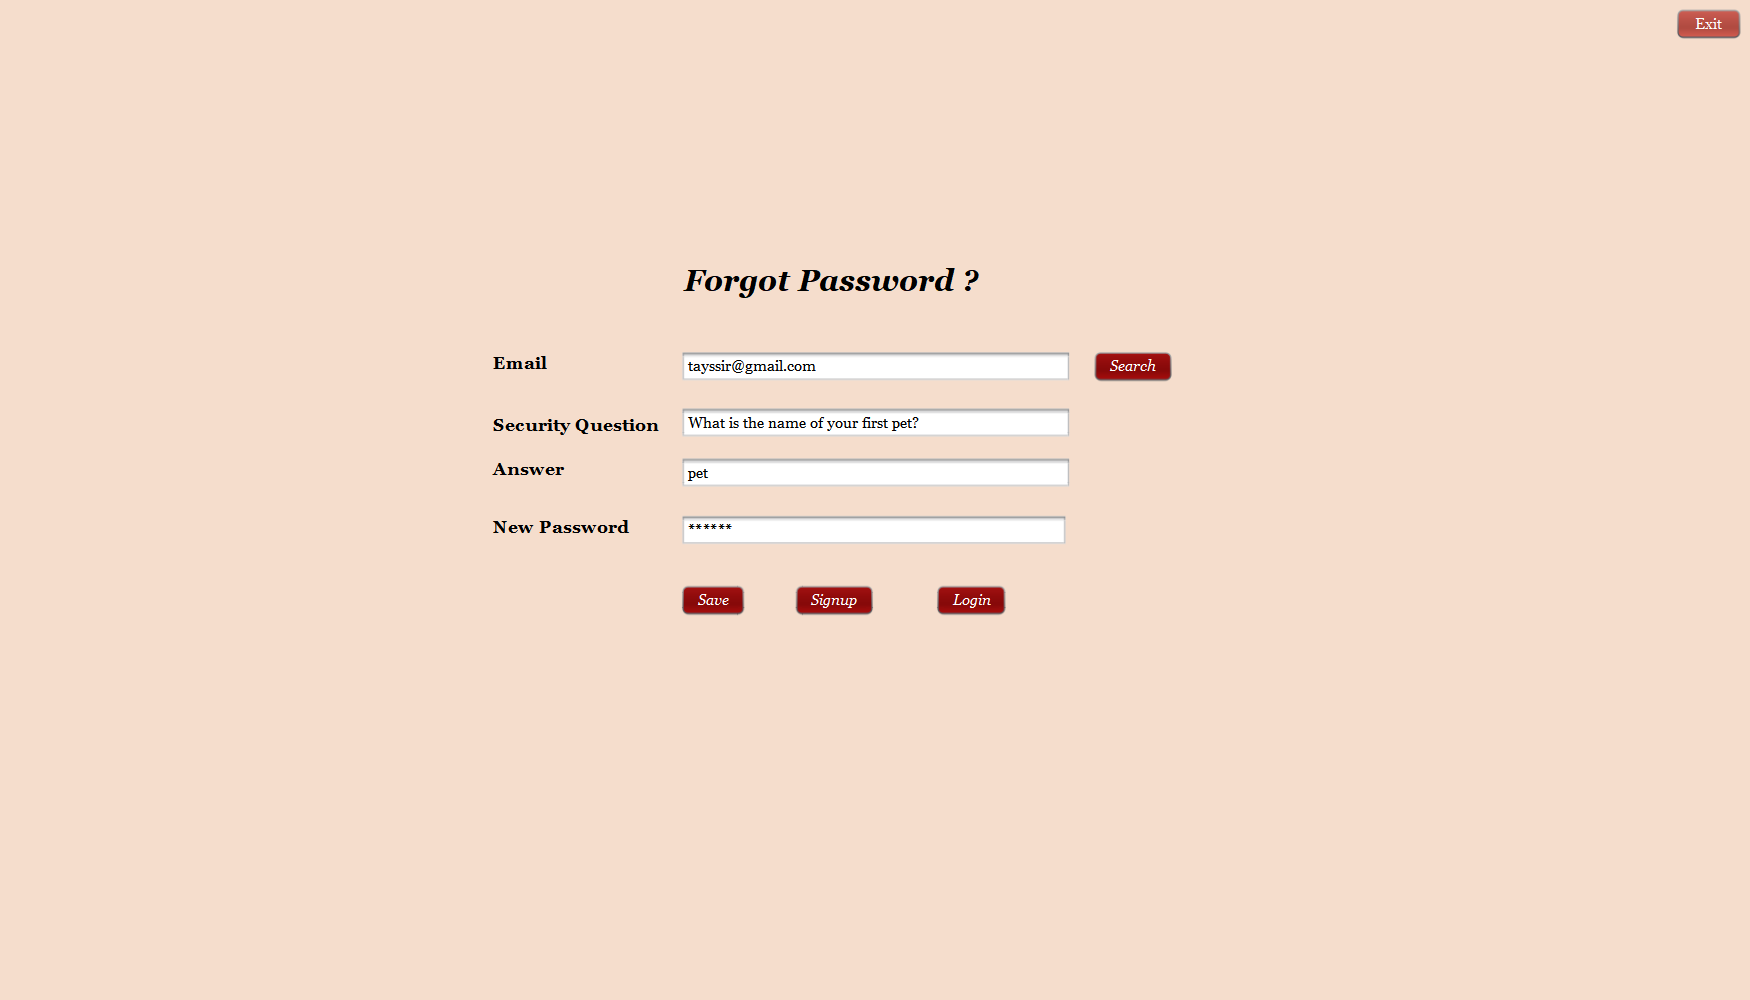 Exit
Forgot Password ?
Email tayssir@gmail.com Search
Security Question What is the name of your first pet?
Answer pet
New Password ******
Save Signup Login